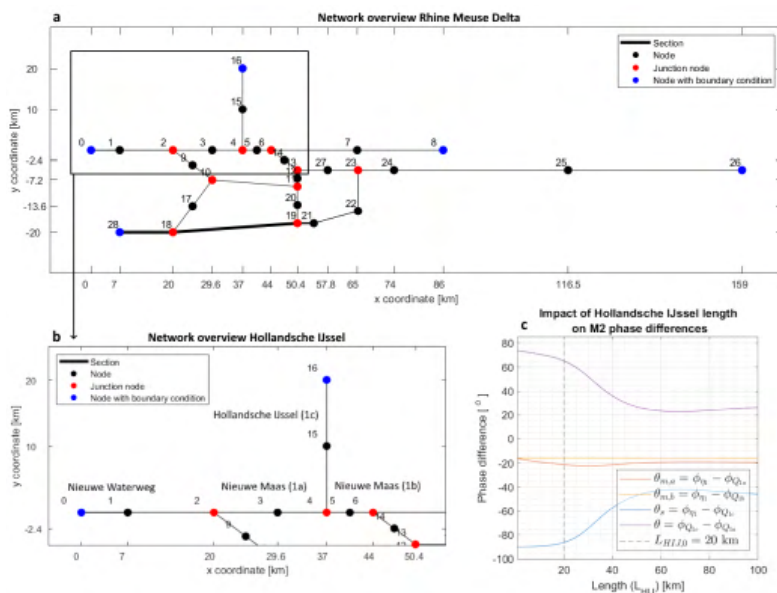 a
Network overview Rhine Meuse Delta
Section
Node
Junction node
Node with boundary condition
y coordinate [km]
20
10
-2.4
-7.2
-13.6
-20
16
15
0
1
2
3
4
5
6
7
8
9
10
14
13
27
23
24
25
26
17
20
22
28
18
19
21
0 7 20 29.6 37 44 50.4 57.8 65 74 86 116.5 159
x coordinate [km]
b
Network overview Hollandsche IJssel
Section
Node
Junction node
Node with boundary condition
y coordinate [km]
20
10
-2.4
16
Hollandsche IJssel (1c)
15
Nieuwe Waterweg
Nieuwe Maas (1a)
Nieuwe Maas (1b)
0
1
2
3
4
5
6
9
14
13
0 7 20 29.6 37 44 50.4
x coordinate [km]
c
Impact of Hollandsche IJssel length
on M2 phase differences
Phase difference [ °]
80
60
40
20
0
-20
-40
-60
-80
-100
0 20 40 60 80 100
Length (L_HIJ) [km]
L_HIJ,0 = 20 km